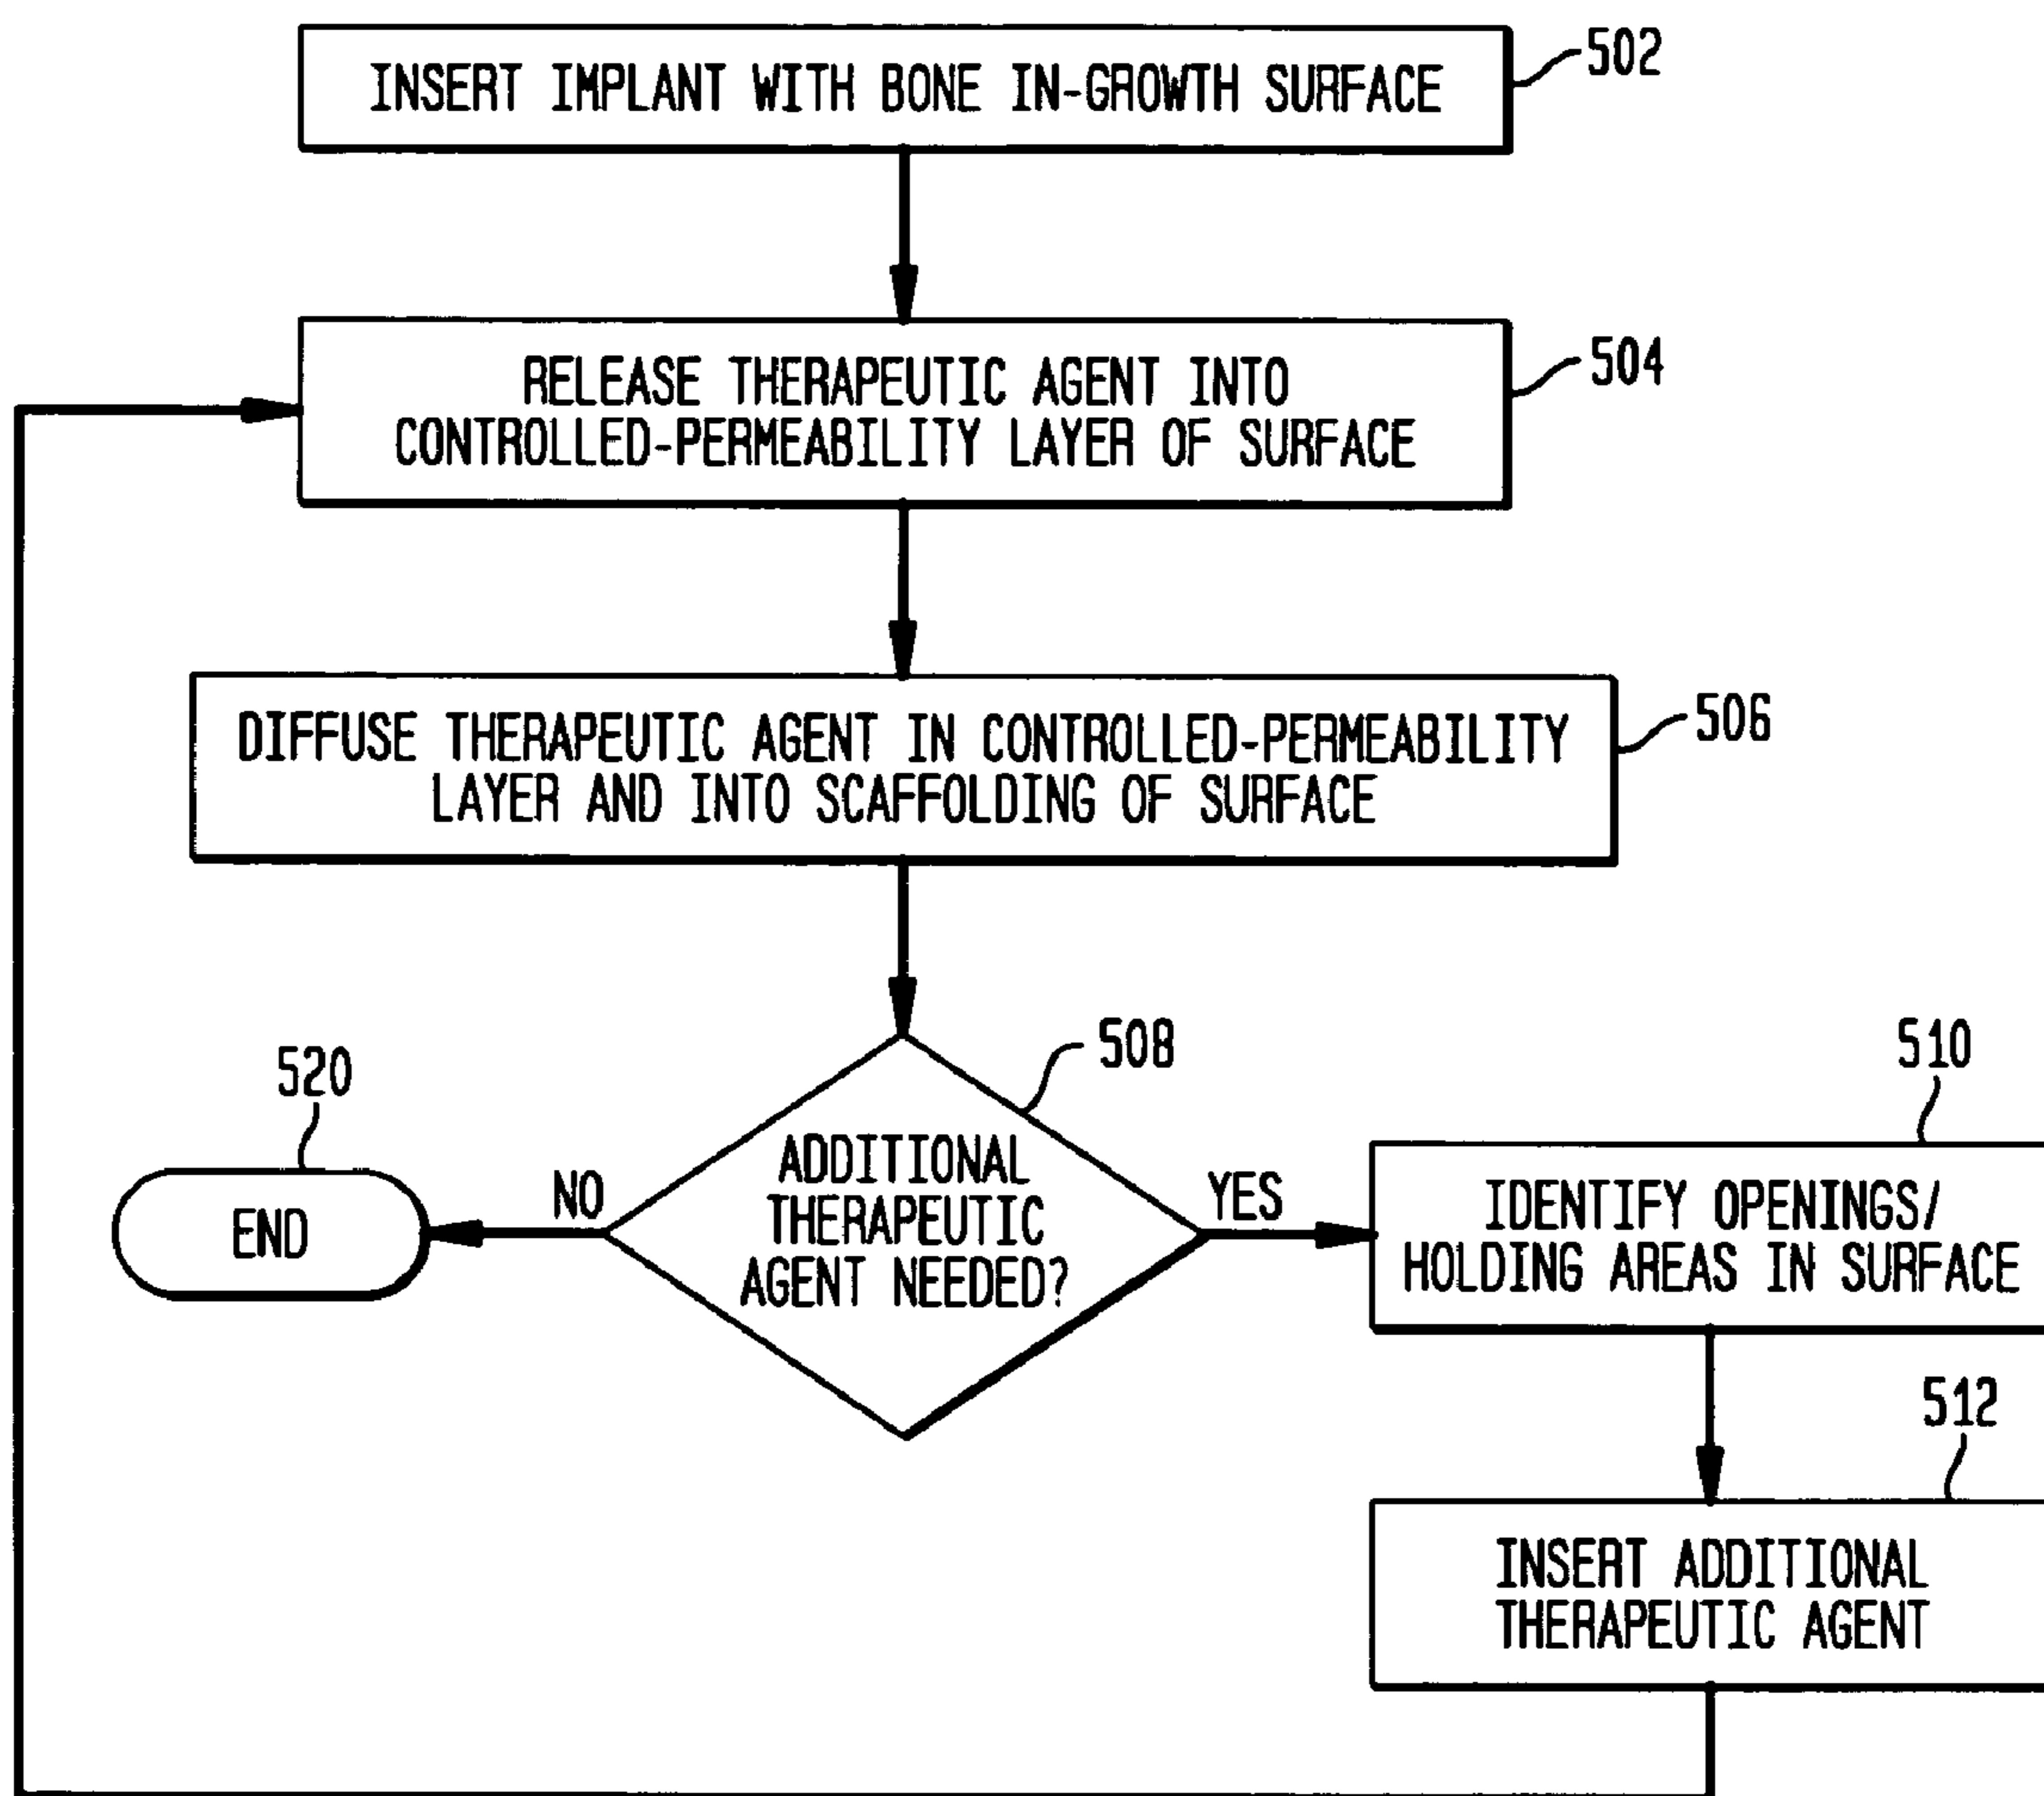 INSERT IMPLANT WITH BONE IN-GROWTH SURFACE
502
RELEASE THERAPEUTIC AGENT INTO
CONTROLLED-PERMEABILITY LAYER OF SURFACE
504
DIFFUSE THERAPEUTIC AGENT IN CONTROLLED-PERMEABILITY
LAYER AND INTO SCAFFOLDING OF SURFACE
506
508
ADDITIONAL
THERAPEUTIC
AGENT NEEDED?
NO
520
END
YES
510
IDENTIFY OPENINGS/
HOLDING AREAS IN SURFACE
512
INSERT ADDITIONAL
THERAPEUTIC AGENT